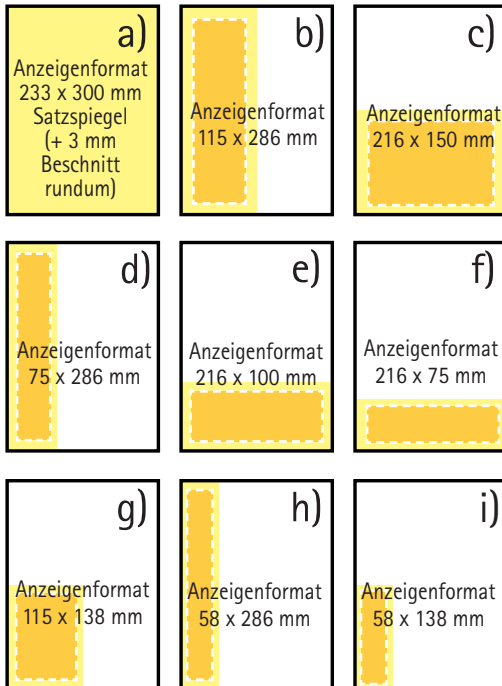 a)
Anzeigenformat
233 x 300 mm
Satzspiegel
(+ 3 mm
Beschnitt
rundum)
b)
Anzeigenformat
115 x 286 mm
c)
Anzeigenformat
216 x 150 mm
d)
Anzeigenformat
75 x 286 mm
e)
Anzeigenformat
216 x 100 mm
f)
Anzeigenformat
216 x 75 mm
g)
Anzeigenformat
115 x 138 mm
h)
Anzeigenformat
58 x 286 mm
i)
Anzeigenformat
58 x 138 mm